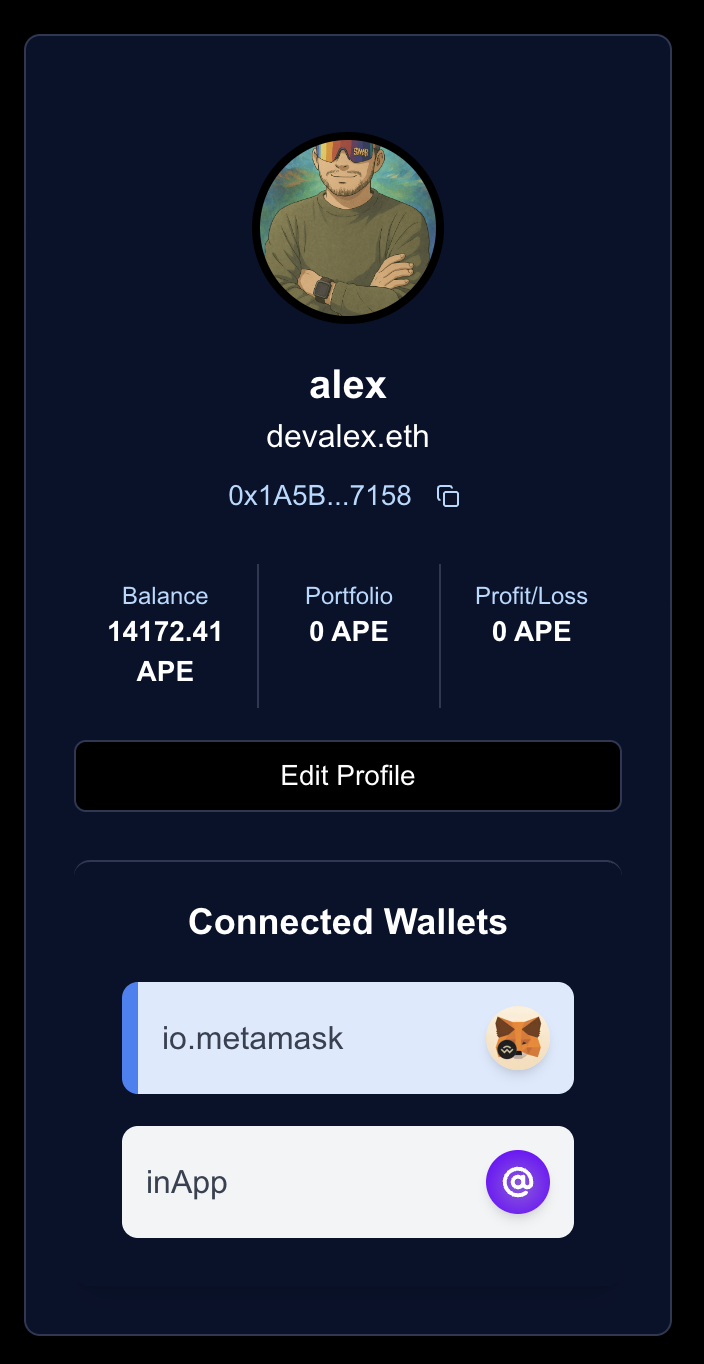 alex
devalex.eth
0x1A5B...7158
Balance
14172.41
APE
Portfolio
0 APE
Profit/Loss
0 APE
Edit Profile
Connected Wallets
io.metamask
inApp
@